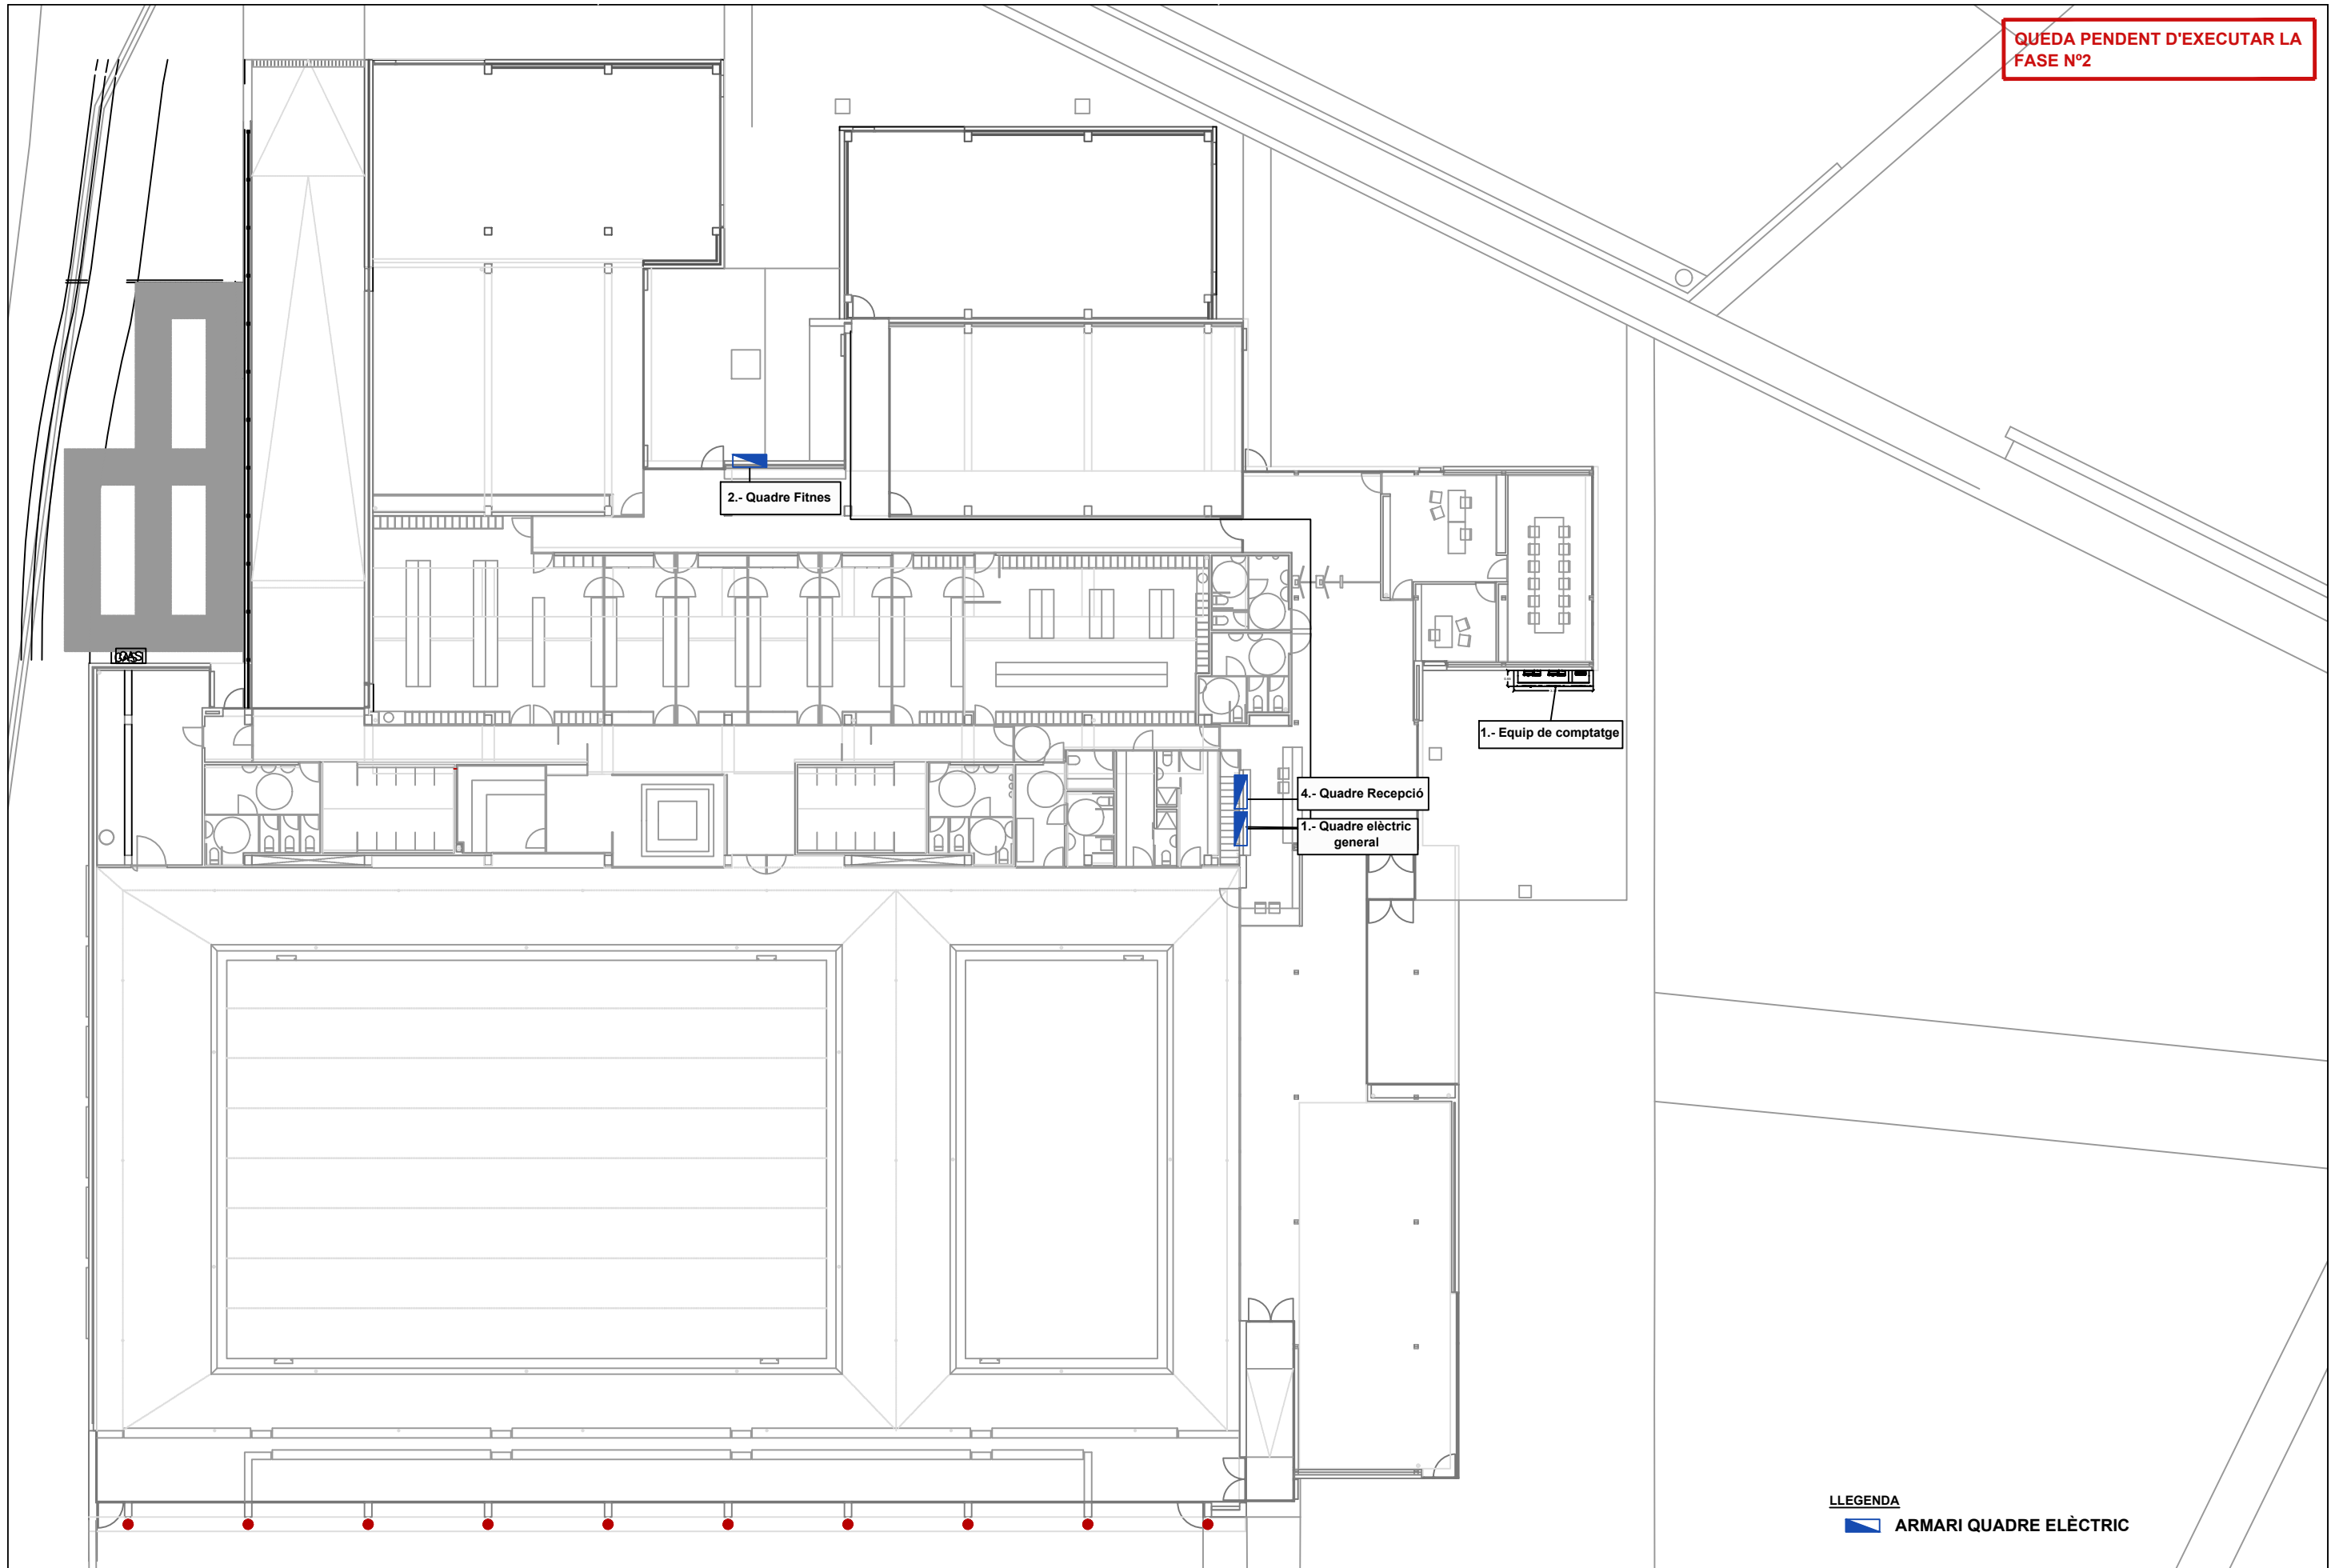 QUEDA PENDENT D'EXECUTAR LA
FASE Nº2
2.- Quadre Fitnes
GAS
1.- Equip de comptatge
4.- Quadre Recepció
1.- Quadre elèctric
general
LLEGENDA
ARMARI QUADRE ELÈCTRIC